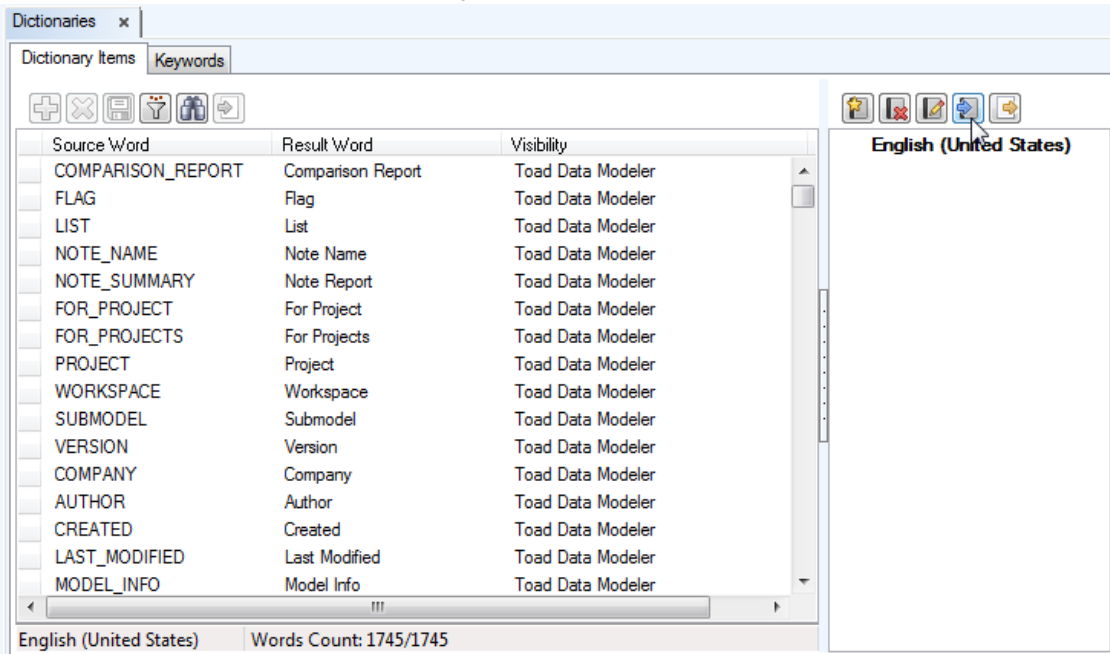 Dictionaries x
Dictionary Items Keywords
Source Word Result Word Visibility
English (United States)
COMPARISON_REPORT Comparison Report Toad Data Modeler
FLAG Flag Toad Data Modeler
LIST List Toad Data Modeler
NOTE_NAME Note Name Toad Data Modeler
NOTE_SUMMARY Note Report Toad Data Modeler
FOR_PROJECT For Project Toad Data Modeler
FOR_PROJECTS For Projects Toad Data Modeler
PROJECT Project Toad Data Modeler
WORKSPACE Workspace Toad Data Modeler
SUBMODEL Submodel Toad Data Modeler
VERSION Version Toad Data Modeler
COMPANY Company Toad Data Modeler
AUTHOR Author Toad Data Modeler
CREATED Created Toad Data Modeler
LAST_MODIFIED Last Modified Toad Data Modeler
MODEL_INFO Model Info Toad Data Modeler
English (United States) Words Count: 1745/1745